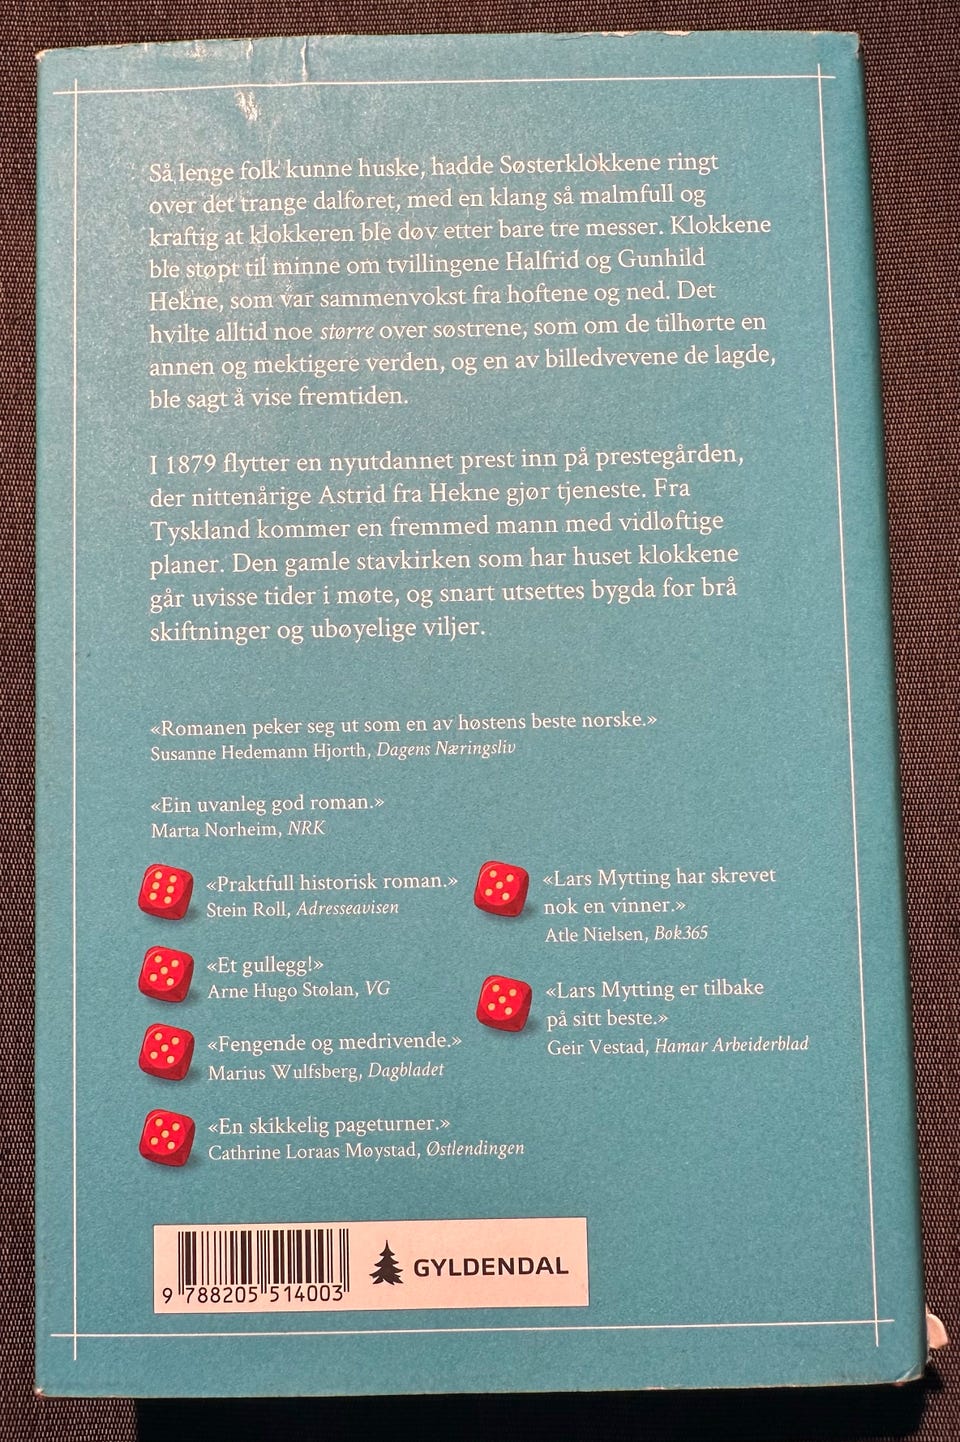 Så lenge folk kunne huske, hadde Søsterklokkene ringt
over det trange dalføret, med en klang så malmfull og
kraftig at klokkeren ble døv etter bare tre messer. Klokkene
ble støpt til minne om tvillingene Halfrid og Gunhild
Hekne, som var sammenvokst fra hoftene og ned. Det
hvilte alltid noe større over søstrene, som om de tilhørte en
annen og mektigere verden, og en av billedvevene de lagde,
ble sagt å vise fremtiden.
I 1879 flytter en nyutdannet prest inn på prestegården,
der nittenårige Astrid fra Hekne gjør tjeneste. Fra
Tyskland kommer en fremmed mann med vidløftige
planer. Den gamle stavkirken som har huset klokkene
går uvisse tider i møte, og snart utsettes bygda for brå
skiftninger og ubøyelige viljer.
«Romanen peker seg ut som en av høstens beste norske.»
Susanne Hedemann Hjorth, Dagens Næringsliv
«Ein uvanleg god roman.»
Marta Norheim, NRK
«Praktfull historisk roman.»
Stein Roll, Adresseavisen
«Et gullegg!»
Arne Hugo Stølan, VG
«Fengende og medrivende.»
Marius Wulfsberg, Dagbladet
«En skikkelig pageturner.»
Cathrine Loraas Møystad, Østlendingen
«Lars Mytting har skrevet
nok en vinner.»
Atle Nielsen, Bok365
«Lars Mytting er tilbake
på sitt beste.»
Geir Vestad, Hamar Arbeiderblad
9 788205 514003
GYLDENDAL